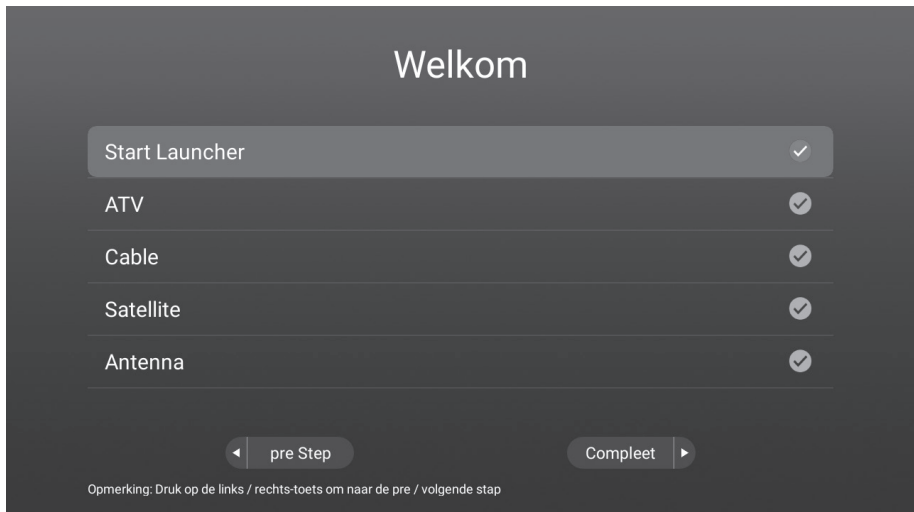 Welkom
Start Launcher
ATV
Cable
Satellite
Antenna
pre Step
Compleet
Opmerking: Druk op de links / rechts-toets om naar de pre / volgende stap